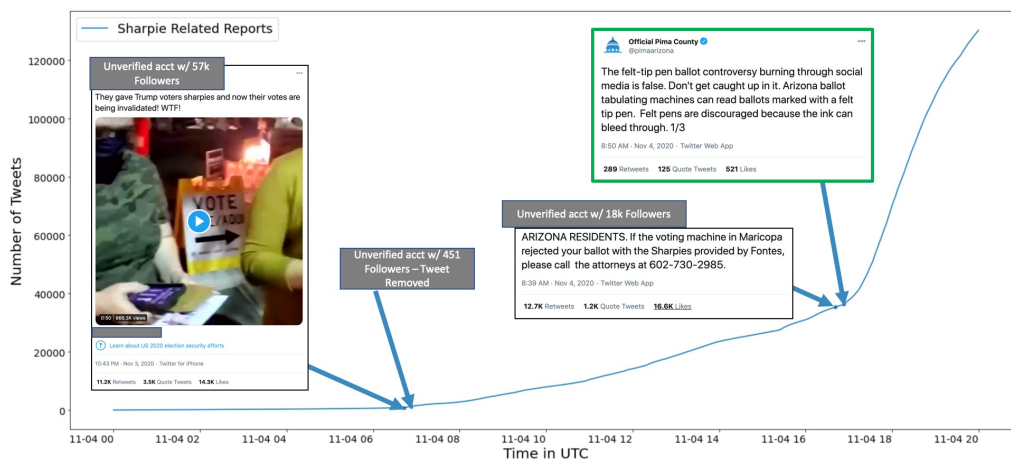 Sharpie Related Reports
Unverified acct w/ 57k
Followers
They gave Trump voters sharpies and now their votes are
being invalidated! WTF!
VOTE
0:50 | 966.3K views
Learn about US 2020 election security efforts
10:43 PM · Nov 3, 2020 · Twitter for iPhone
11.2K Retweets 3.5K Quote Tweets 14.3K Likes
Unverified acct w/ 451
Followers – Tweet
Removed
Official Pima County
@pimaarizona
The felt-tip pen ballot controversy burning through social
media is false. Don't get caught up in it. Arizona ballot
tabulating machines can read ballots marked with a felt
tip pen. Felt pens are discouraged because the ink can
bleed through. 1/3
8:50 AM · Nov 4, 2020 · Twitter Web App
289 Retweets 125 Quote Tweets 521 Likes
Unverified acct w/ 18k Followers
ARIZONA RESIDENTS. If the voting machine in Maricopa
rejected your ballot with the Sharpies provided by Fontes,
please call the attorneys at 602-730-2985.
8:39 AM · Nov 4, 2020 · Twitter Web App
12.7K Retweets 1.2K Quote Tweets 16.6K Likes
Number of Tweets
120000
100000
80000
60000
40000
20000
0
11-04 00 11-04 02 11-04 04 11-04 06 11-04 08 11-04 10 11-04 12 11-04 14 11-04 16 11-04 18 11-04 20
Time in UTC